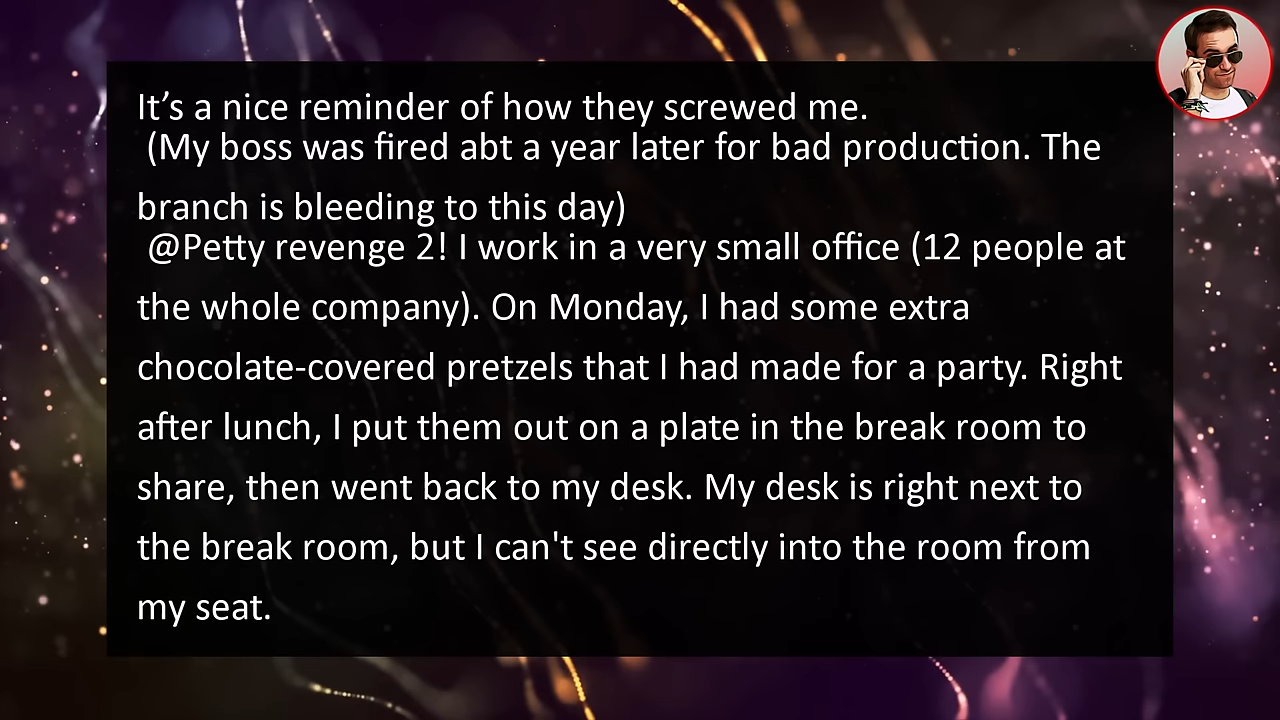 It’s a nice reminder of how they screwed me.
(My boss was fired abt a year later for bad production. The
branch is bleeding to this day)
@Petty revenge 2! I work in a very small office (12 people at
the whole company). On Monday, I had some extra
chocolate-covered pretzels that I had made for a party. Right
after lunch, I put them out on a plate in the break room to
share, then went back to my desk. My desk is right next to
the break room, but I can't see directly into the room from
my seat.